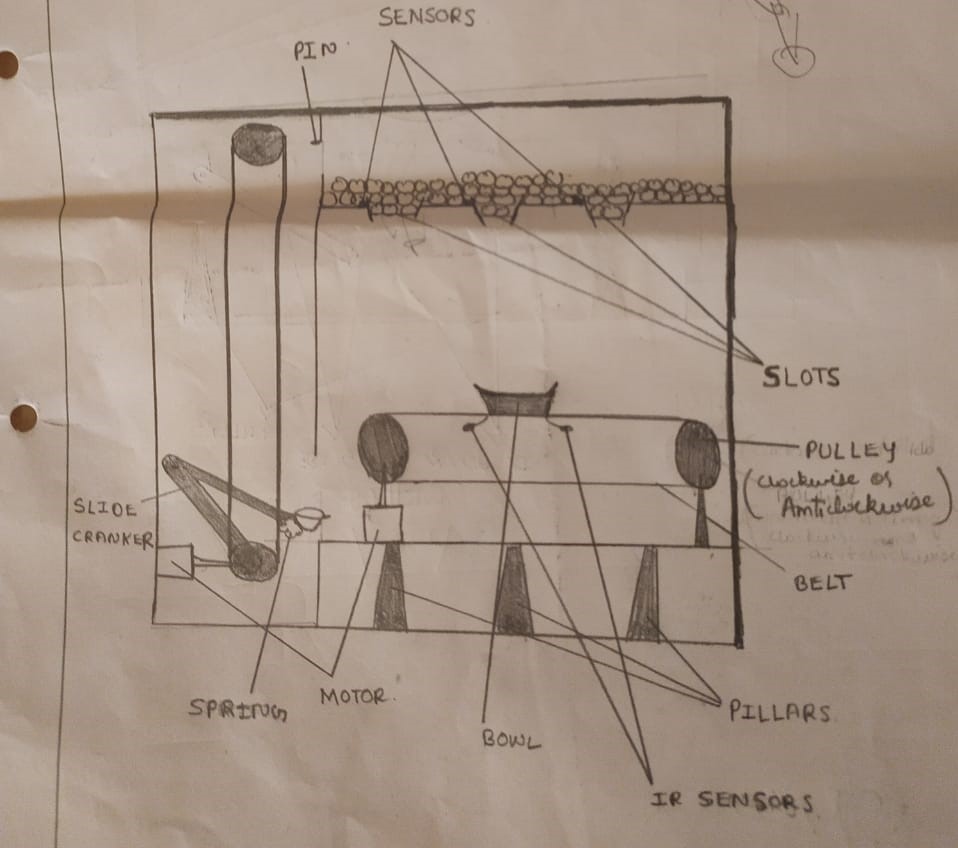 SENSORS
PIN
SLOTS
PULLEY
(clockwise or
Anticlockwise)
SLIDE
CRANKER
BELT
SPRING
MOTOR.
PILLARS
BOWL
IR SENSORS